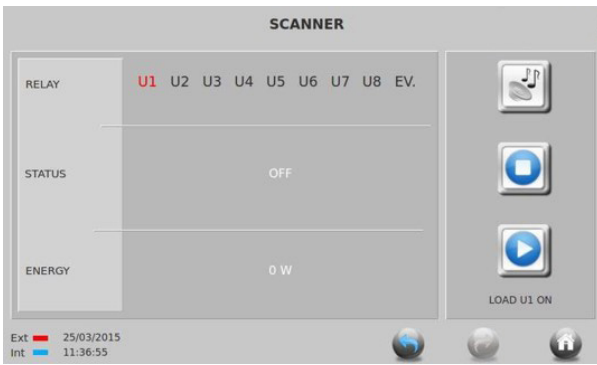 SCANNER
RELAY U1 U2 U3 U4 U5 U6 U7 U8 EV.
STATUS OFF
ENERGY 0 W
LOAD U1 ON
Ext 25/03/2015
Int 11:36:55